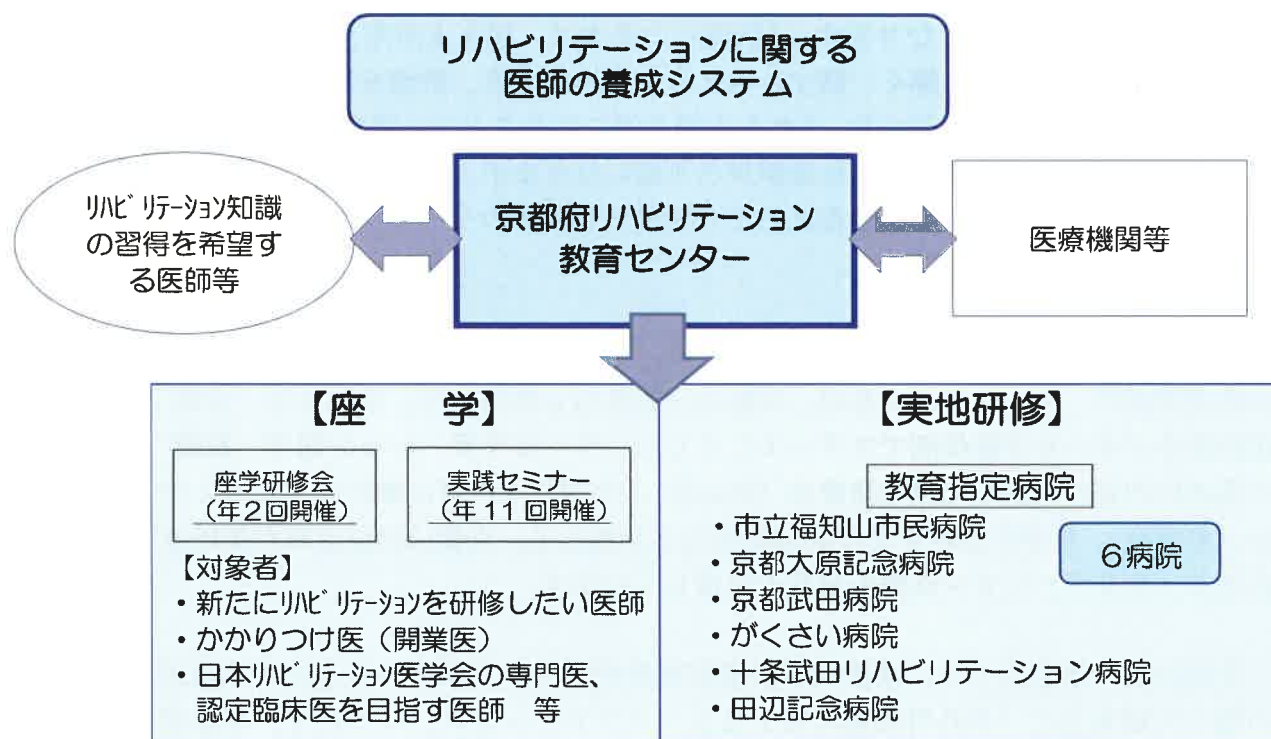 リハビリテーションに関する
医師の養成システム
ﾘﾊﾋﾞﾘﾃｰｼｮﾝ知識
の習得を希望す
る医師等
京都府リハビリテーション
教育センター
医療機関等
【座　　学】
座学研修会
（年２回開催）
実践セミナー
（年 11 回開催）
【対象者】
・新たにﾘﾊﾋﾞﾘﾃｰｼｮﾝを研修したい医師
・かかりつけ医（開業医）
・日本ﾘﾊﾋﾞﾘﾃｰｼｮﾝ医学会の専門医、
認定臨床医を目指す医師　等
【実地研修】
教育指定病院
・市立福知山市民病院
・京都大原記念病院
・京都武田病院
・がくさい病院
・十条武田リハビリテーション病院
・田辺記念病院
６病院